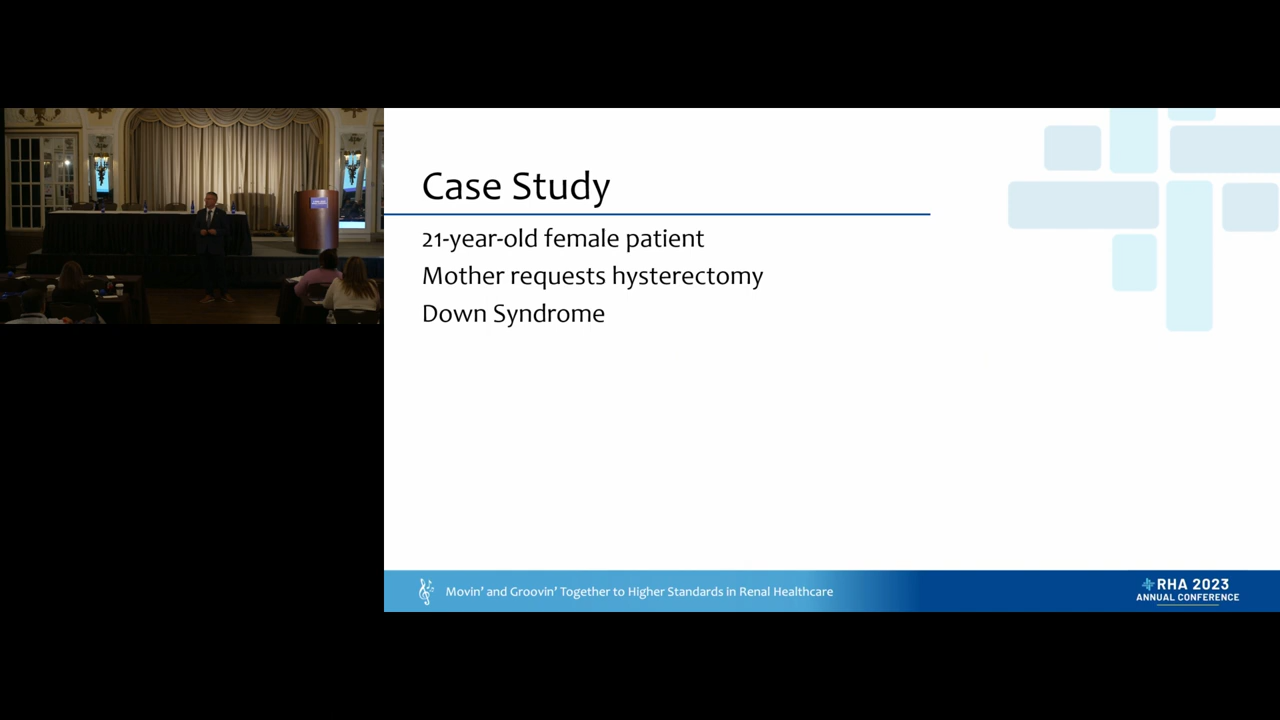 Case Study
21-year-old female patient
Mother requests hysterectomy
Down Syndrome
Movin' and Groovin' Together to Higher Standards in Renal Healthcare
RHA 2023
ANNUAL CONFERENCE